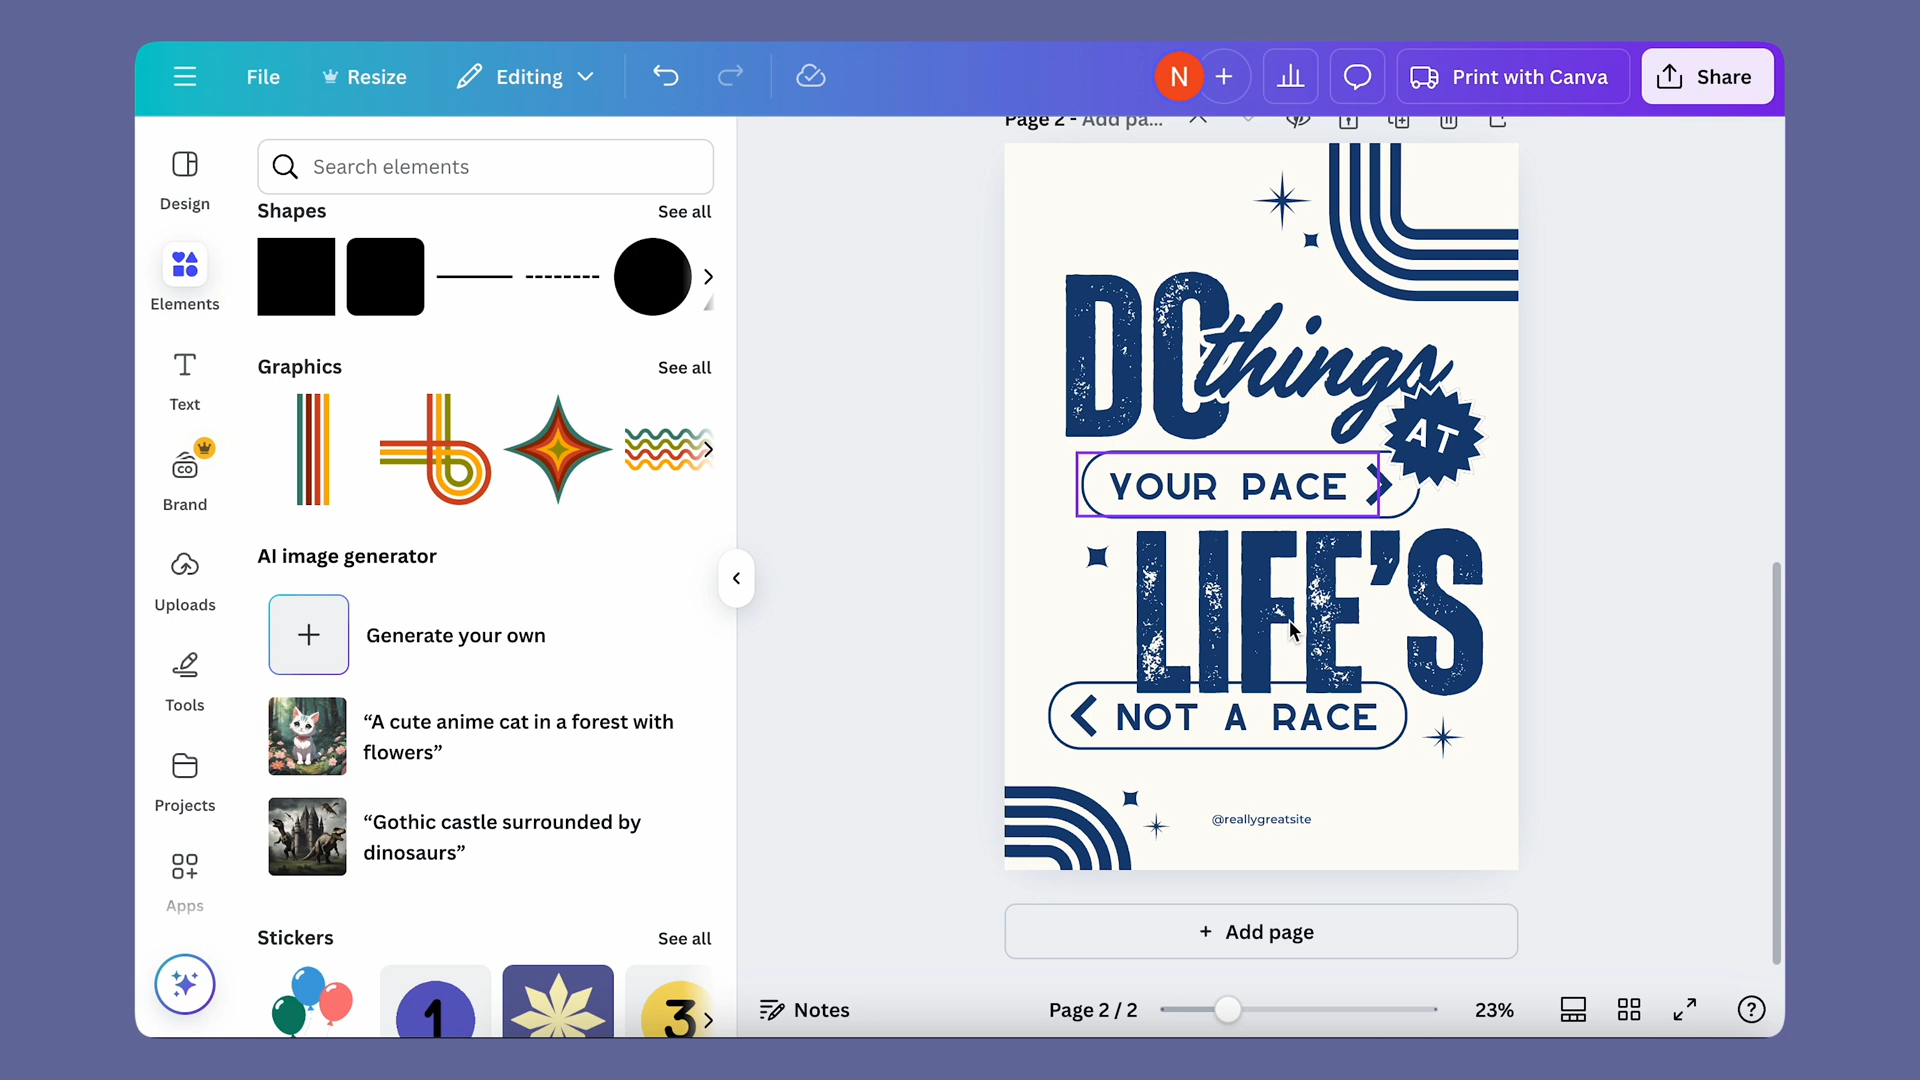 File
Resize
Editing
N
Print with Canva
Share
Design
Elements
Text
Brand
Uploads
Tools
Projects
Apps
Search elements
Shapes
See all
Graphics
See all
AI image generator
Generate your own
“A cute anime cat in a forest with
flowers”
“Gothic castle surrounded by
dinosaurs”
Stickers
See all
1
3
Page 2 - Add pa...
DO things
AT
YOUR PACE
LIFE’S
NOT A RACE
@reallygreatsite
+ Add page
Notes
Page 2 / 2
23%